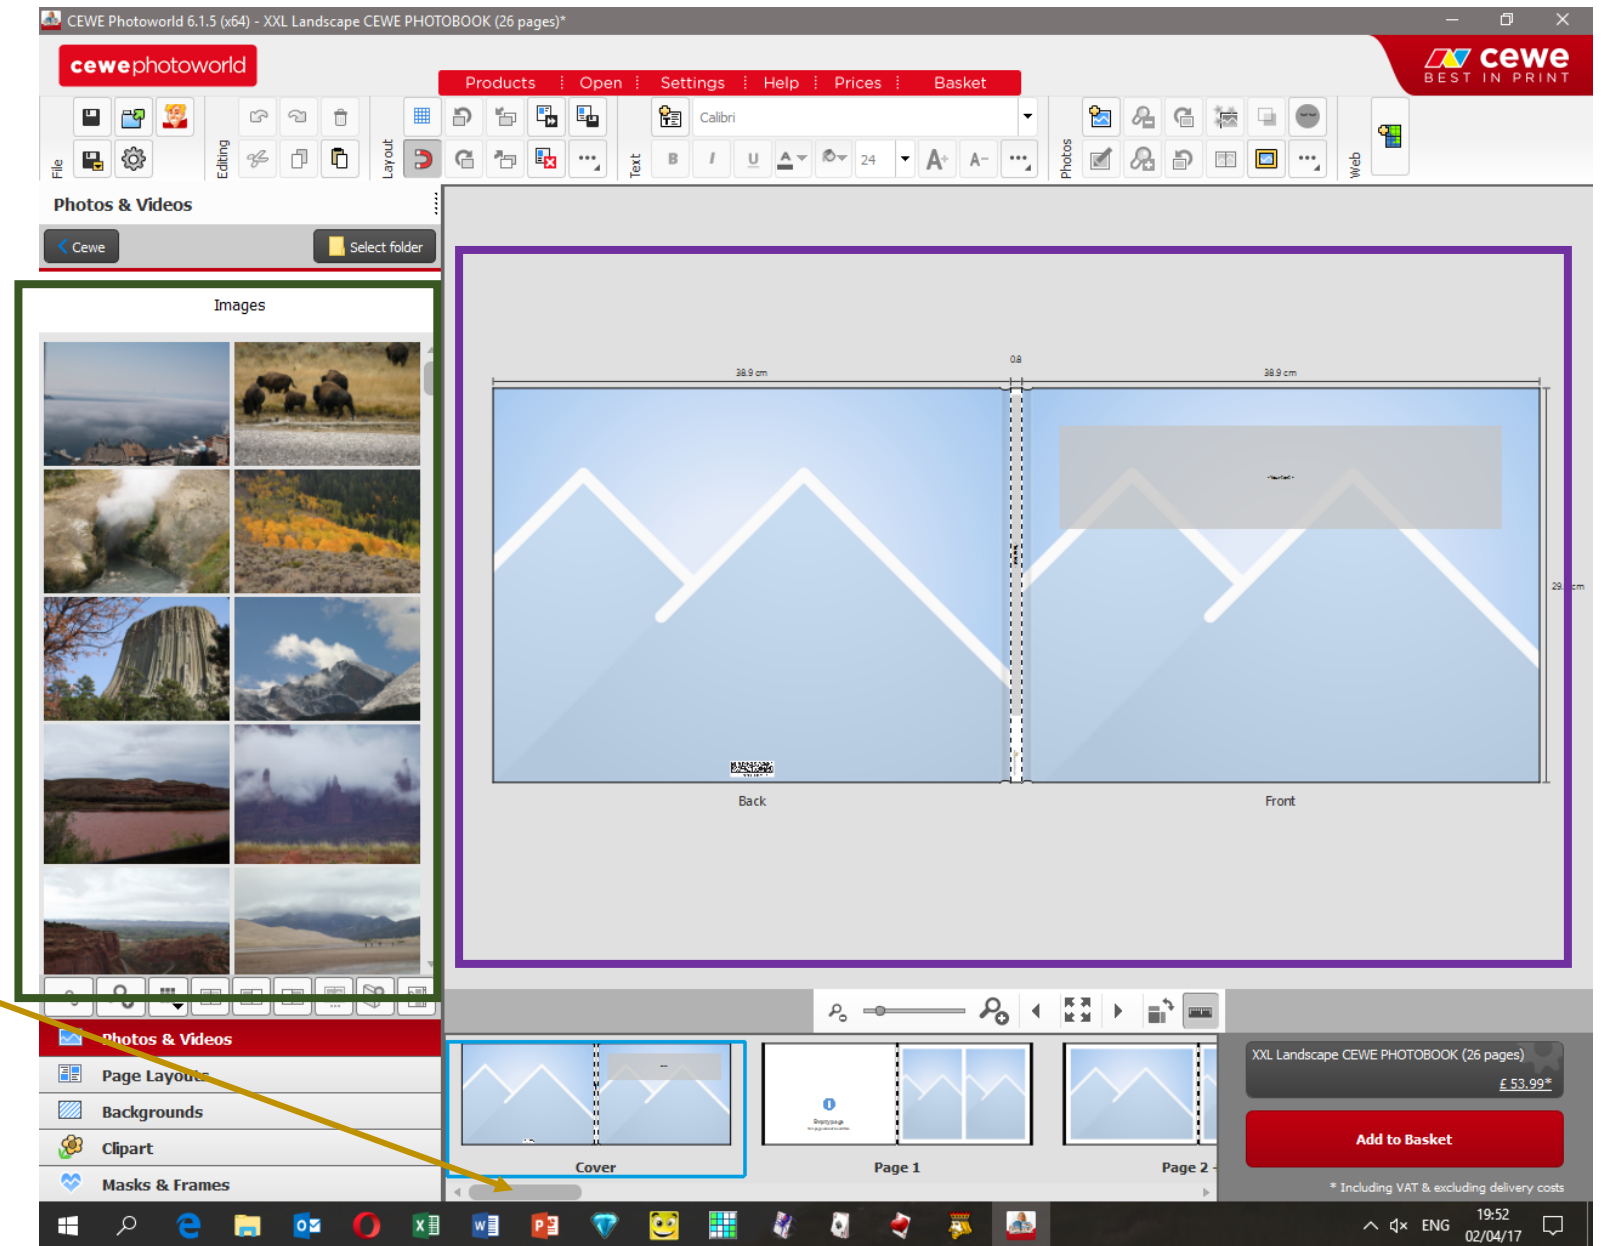 CEWE Photoworld 6.1.5 (x64) - XXL Landscape CEWE PHOTOBOOK (26 pages)*
cewephotoworld
cewe
BEST IN PRINT
Products Open Settings Help Prices Basket
File
Editing
Layout
Text
Calibri
B I U A 24 A+ A-
Photos
Web
Photos & Videos
Cewe
Select folder
Images
38.9 cm
0.8
38.9 cm
Back
Front
Photos & Videos
Page Layouts
Backgrounds
Clipart
Masks & Frames
Cover
Page 1
Page 2 -
XXL Landscape CEWE PHOTOBOOK (26 pages)
£ 53.99*
Add to Basket
* Including VAT & excluding delivery costs
ENG
19:52
02/04/17